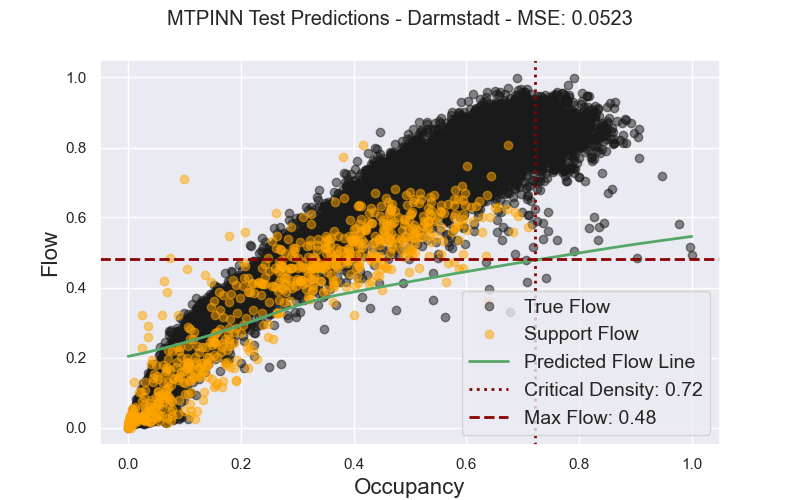 MTPINN Test Predictions - Darmstadt - MSE: 0.0523
1.0
0.8
0.6
0.4
0.2
0.0
Flow
True Flow
Support Flow
Predicted Flow Line
Critical Density: 0.72
Max Flow: 0.48
0.0 0.2 0.4 0.6 0.8 1.0
Occupancy